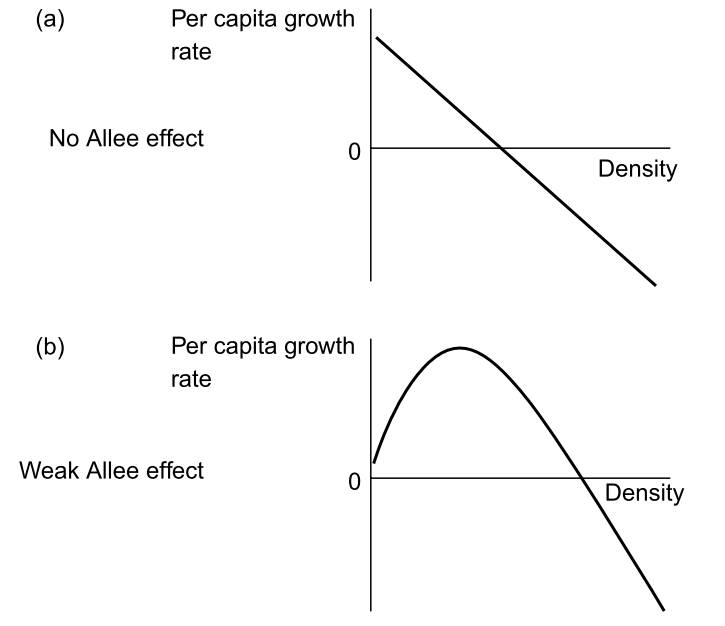 (a)
Per capita growth
rate
No Allee effect
0
Density
(b)
Per capita growth
rate
Weak Allee effect
0
Density